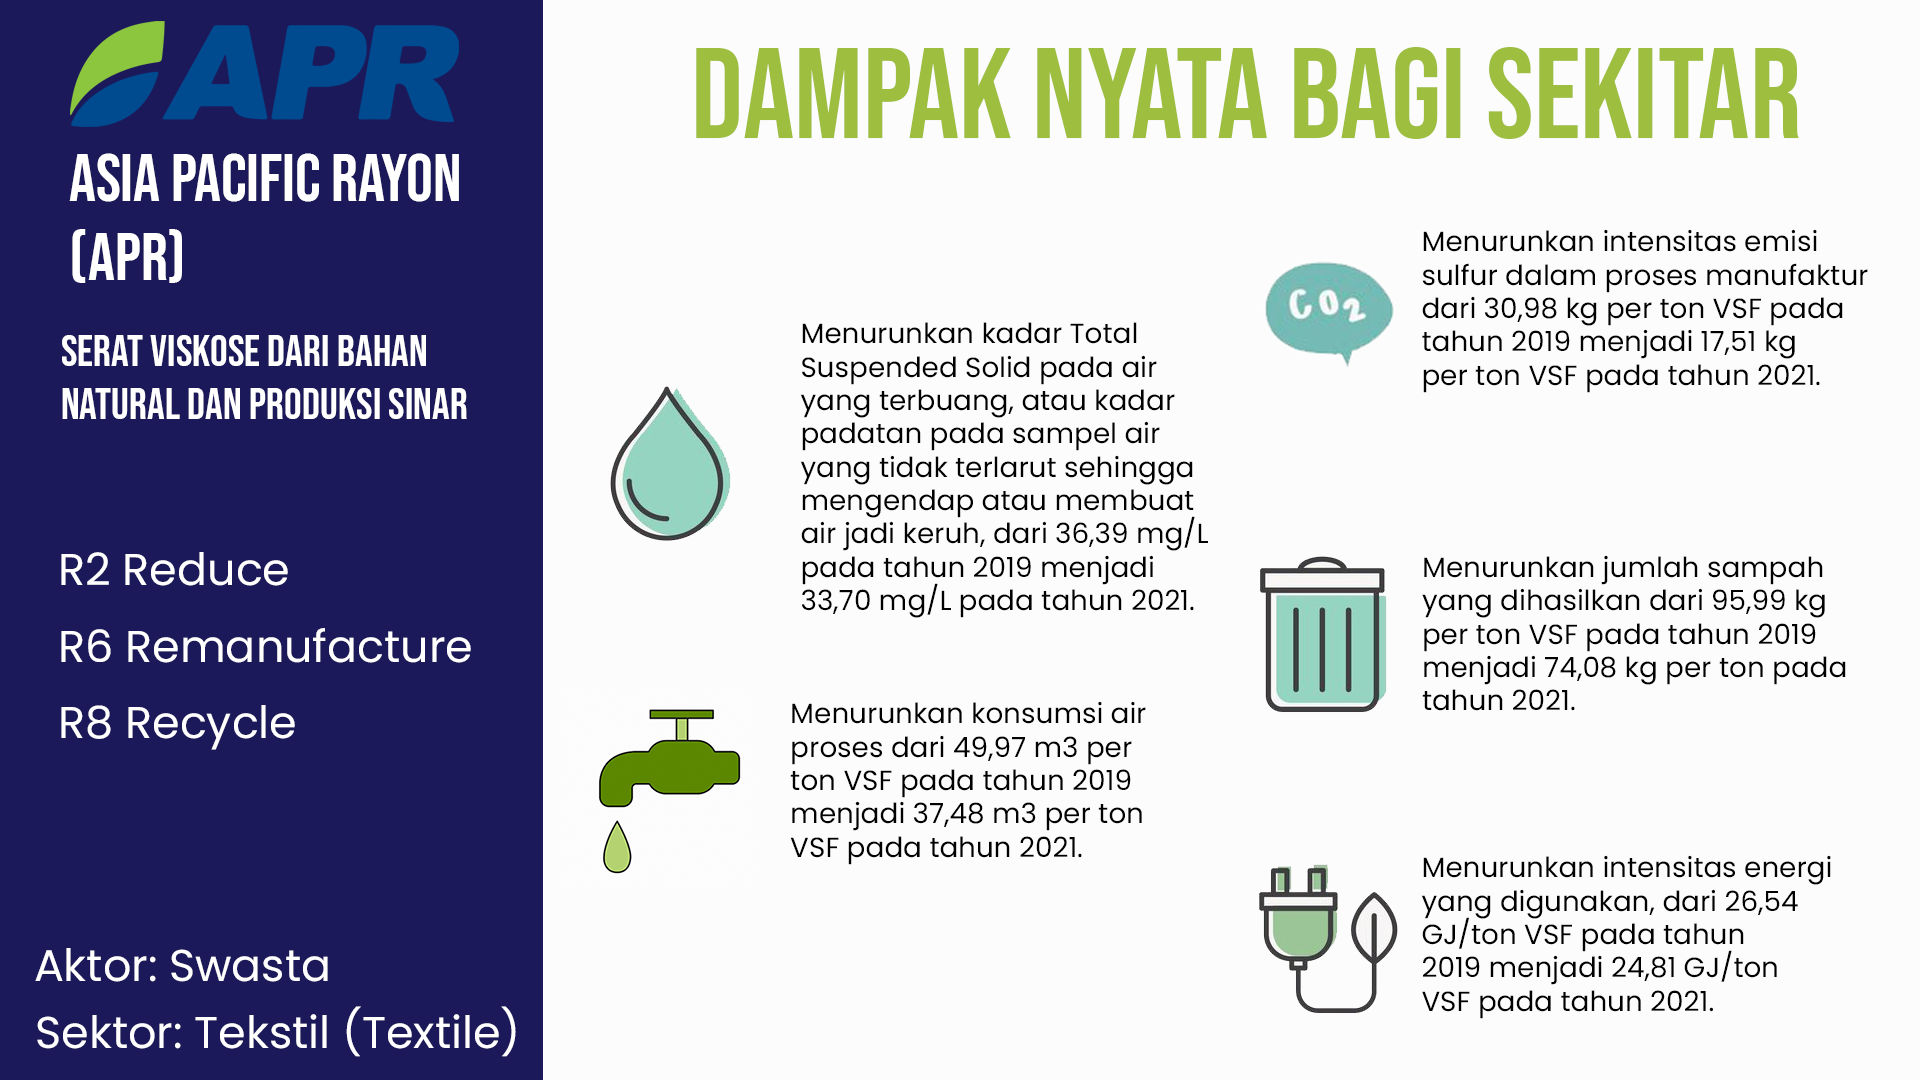 APR
ASIA PACIFIC RAYON
(APR)
SERAT VISKOSE DARI BAHAN
NATURAL DAN PRODUKSI SINAR
R2 Reduce
R6 Remanufacture
R8 Recycle
Aktor: Swasta
Sektor: Tekstil (Textile)
DAMPAK NYATA BAGI SEKITAR
Menurunkan kadar Total
Suspended Solid pada air
yang terbuang, atau kadar
padatan pada sampel air
yang tidak terlarut sehingga
mengendap atau membuat
air jadi keruh, dari 36,39 mg/L
pada tahun 2019 menjadi
33,70 mg/L pada tahun 2021.
Menurunkan konsumsi air
proses dari 49,97 m3 per
ton VSF pada tahun 2019
menjadi 37,48 m3 per ton
VSF pada tahun 2021.
CO2
Menurunkan intensitas emisi
sulfur dalam proses manufaktur
dari 30,98 kg per ton VSF pada
tahun 2019 menjadi 17,51 kg
per ton VSF pada tahun 2021.
Menurunkan jumlah sampah
yang dihasilkan dari 95,99 kg
per ton VSF pada tahun 2019
menjadi 74,08 kg per ton pada
tahun 2021.
Menurunkan intensitas energi
yang digunakan, dari 26,54
GJ/ton VSF pada tahun
2019 menjadi 24,81 GJ/ton
VSF pada tahun 2021.